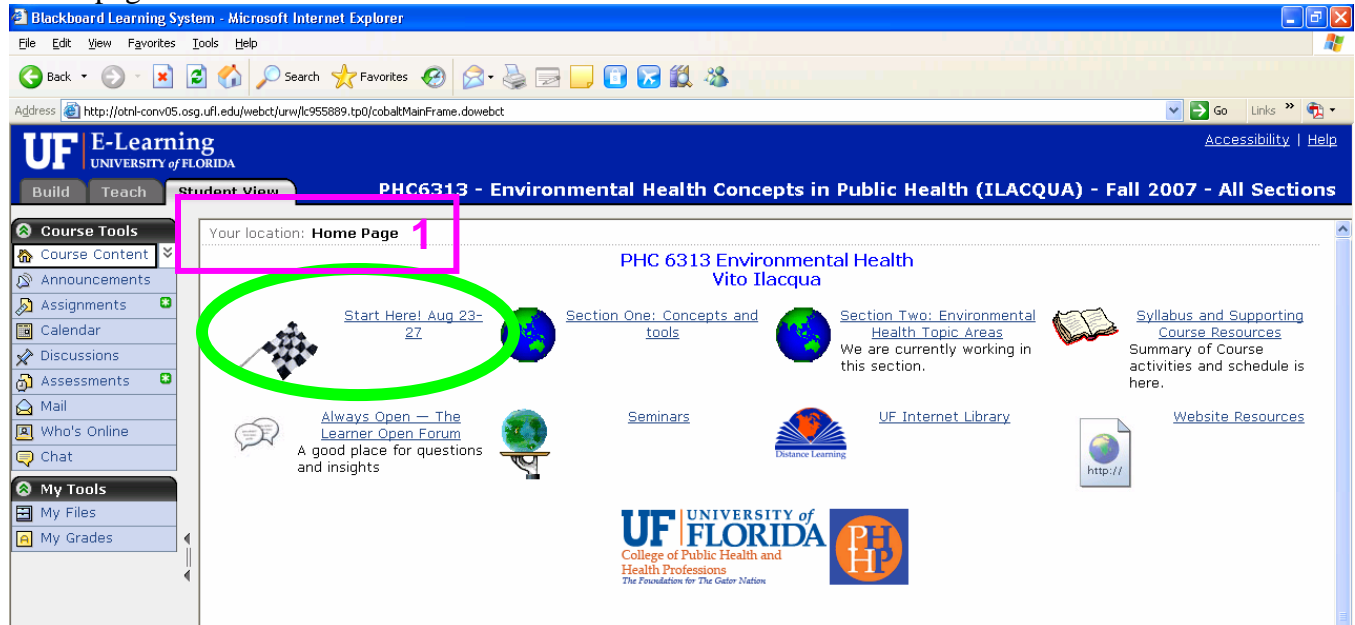 Blackboard Learning System - Microsoft Internet Explorer
File Edit View Favorites Tools Help
Back Search Favorites
Address http://otnl-conv05.osg.ufl.edu/webct/urw/lc955889.tp0/cobaltMainFrame.dowebct Go Links »
Accessibility | Help
UF E-Learning
UNIVERSITY of FLORIDA
Build Teach Student View PHC6313 - Environmental Health Concepts in Public Health (ILACQUA) - Fall 2007 - All Sections
Your location: Home Page 1
Course Tools
Course Content
Announcements
Assignments
Calendar
Discussions
Assessments
Mail
Who's Online
Chat
My Tools
My Files
My Grades
PHC 6313 Environmental Health
Vito Ilacqua
Start Here! Aug 23-
27
Section One: Concepts and
tools
Section Two: Environmental
Health Topic Areas
We are currently working in
this section.
Syllabus and Supporting
Course Resources
Summary of Course
activities and schedule is
here.
Always Open — The
Learner Open Forum
A good place for questions
and insights
Seminars
Distance Learning
UF Internet Library
http://
Website Resources
UF UNIVERSITY of
FLORIDA
College of Public Health and
Health Professions
The Foundation for The Gator Nation
PH
HP